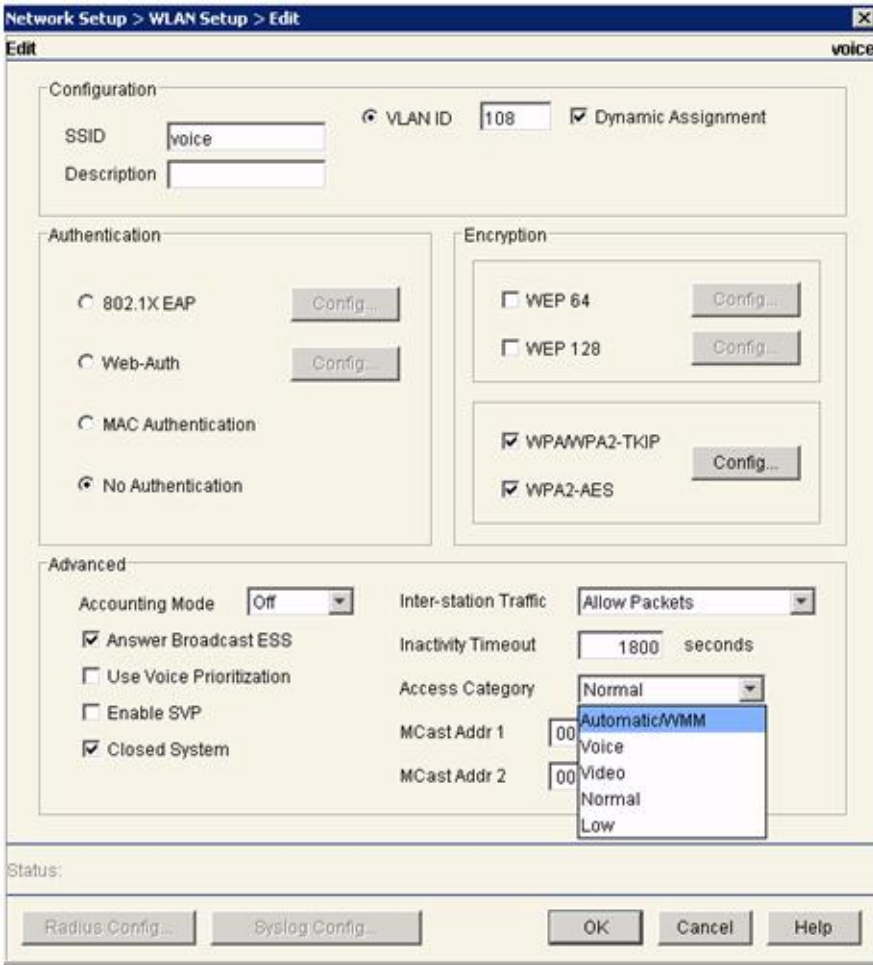 Network Setup > WLAN Setup > Edit
Edit
voice
Configuration
SSID
voice
VLAN ID
108
Dynamic Assignment
Description
Authentication
802.1X EAP
Config...
Web-Auth
Config...
MAC Authentication
No Authentication
Encryption
WEP 64
Config...
WEP 128
Config...
WPA/WPA2-TKIP
WPA2-AES
Config...
Advanced
Accounting Mode
Off
Answer Broadcast ESS
Use Voice Prioritization
Enable SVP
Closed System
Inter-station Traffic
Allow Packets
Inactivity Timeout
1800
seconds
Access Category
Normal
Automatic/WMM
Voice
Video
Normal
Low
MCast Addr 1
00
MCast Addr 2
00
Status:
Radius Config...
Syslog Config...
OK
Cancel
Help